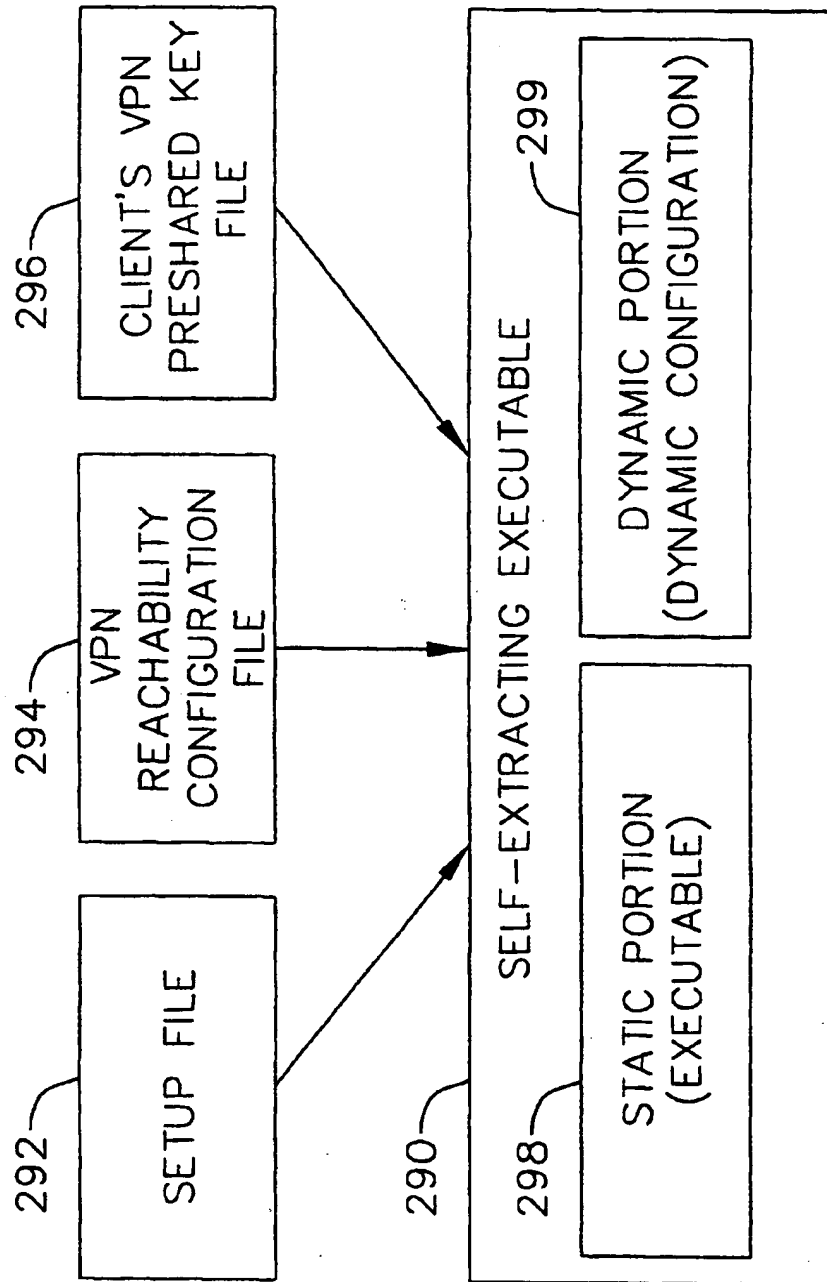 292
SETUP FILE
294
VPN
REACHABILITY
CONFIGURATION
FILE
296
CLIENT'S VPN
PRESHARED KEY
FILE
290
SELF-EXTRACTING EXECUTABLE
298
STATIC PORTION
(EXECUTABLE)
299
DYNAMIC PORTION
(DYNAMIC CONFIGURATION)